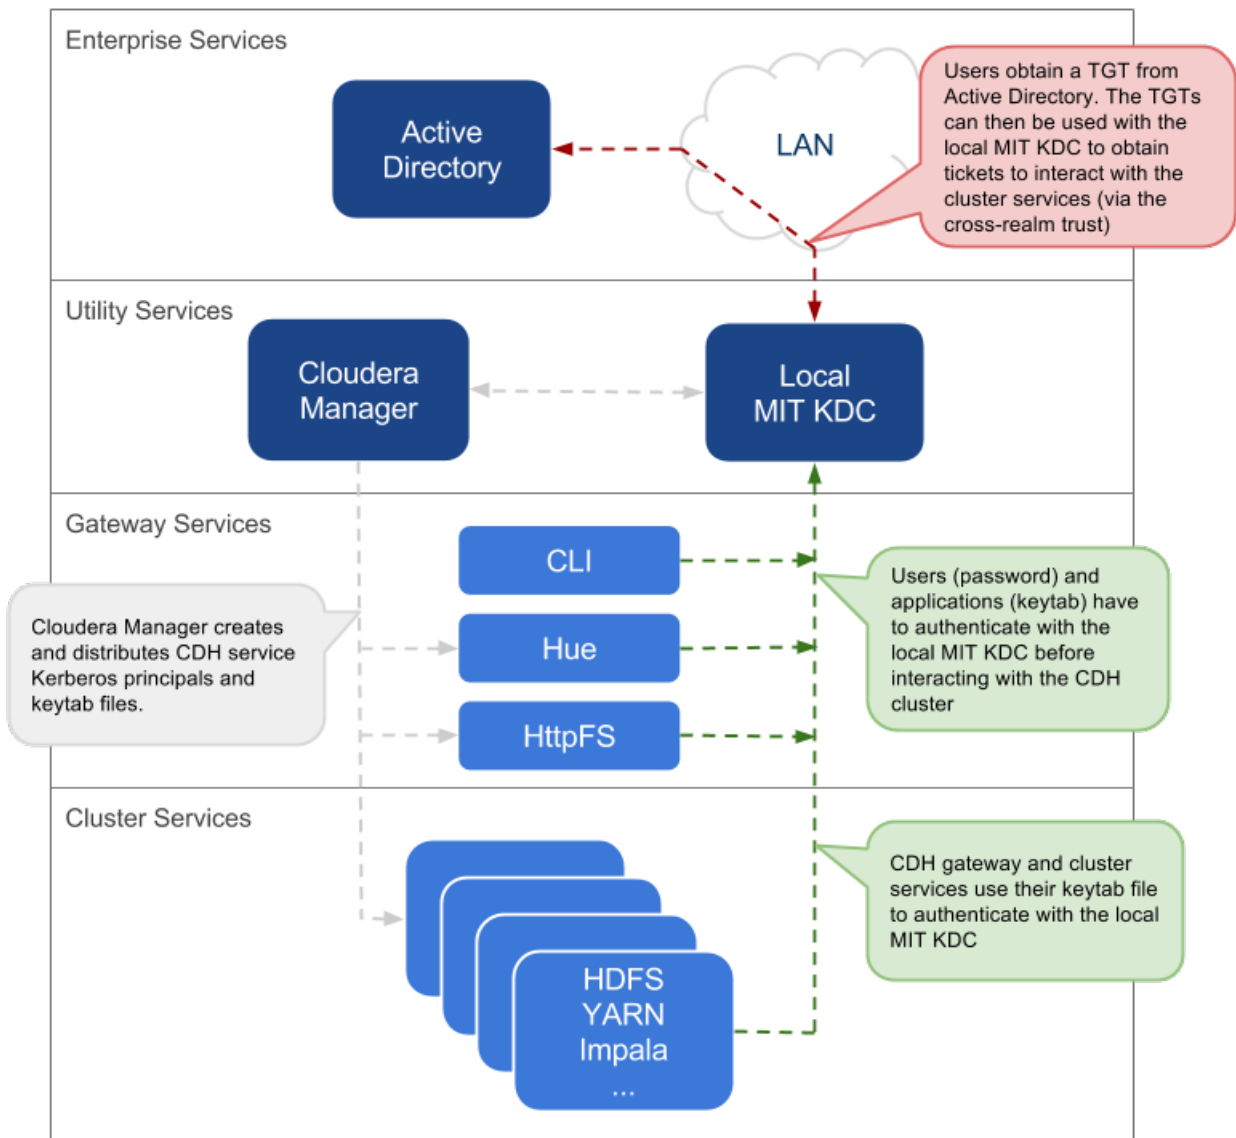 Enterprise Services
Active
Directory
LAN
Users obtain a TGT from
Active Directory. The TGTs
can then be used with the
local MIT KDC to obtain
tickets to interact with the
cluster services (via the
cross-realm trust)
Utility Services
Cloudera
Manager
Local
MIT KDC
Gateway Services
CLI
Hue
HttpFS
Cloudera Manager creates
and distributes CDH service
Kerberos principals and
keytab files.
Users (password) and
applications (keytab) have
to authenticate with the
local MIT KDC before
interacting with the CDH
cluster
Cluster Services
HDFS
YARN
Impala
...
CDH gateway and cluster
services use their keytab file
to authenticate with the local
MIT KDC